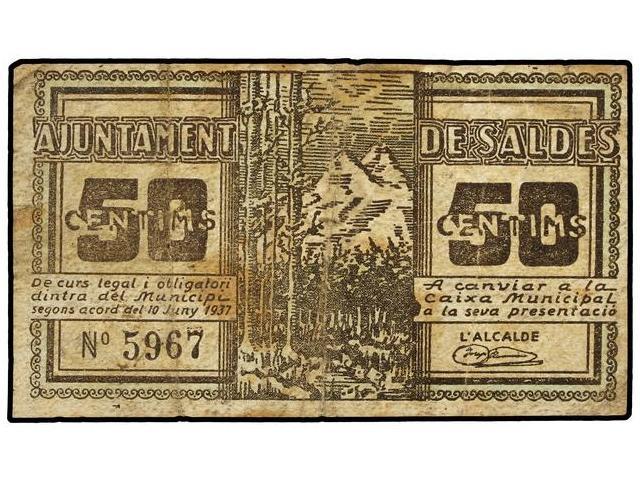 AJUNTAMENT DE SALDES
50
CENTIMS
De curs legal i obligatori
dintra del Municipi
segons acord del 10 Juny 1937
Nº 5967
50
CENTIMS
A canviar a la
Caixa Municipal
a la seva presentació
L'ALCALDE